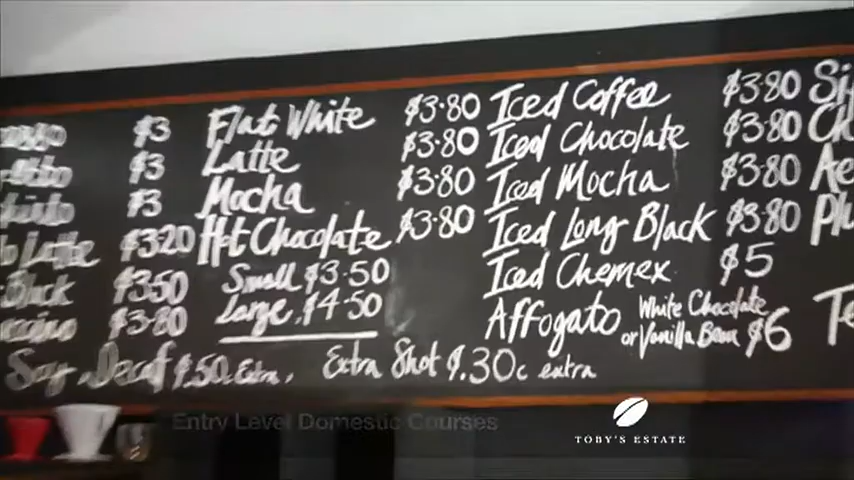 $3 Flat White $3.80 Iced Coffee $3.80
$3 Latte $3.80 Iced Chocolate $3.80
$3 Mocha $3.80 Iced Mocha $3.80
Latte $3.20 Hot Chocolate $3.80 Iced Long Black $3.80
Black $3.50 Small $3.50 Iced Chemex $5
$3.80 Large $4.50 Affogato White Chocolate or Vanilla Bean $6
Soy, Decaf $.50c Extra, Extra Shot $.30c extra
Entry Level Domestic Courses
TOBY'S ESTATE